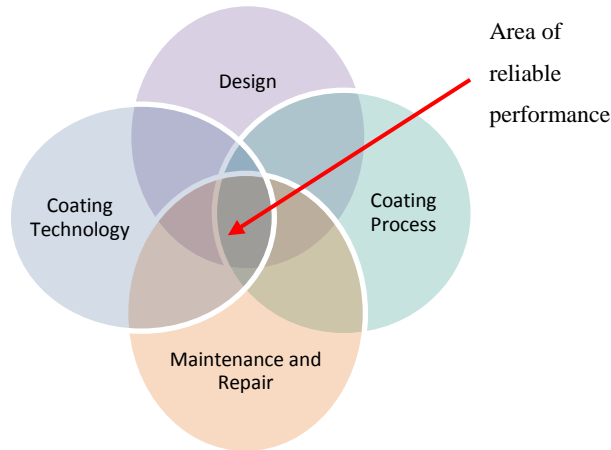 Area of
reliable
performance
Design
Coating
Technology
Coating
Process
Maintenance and
Repair